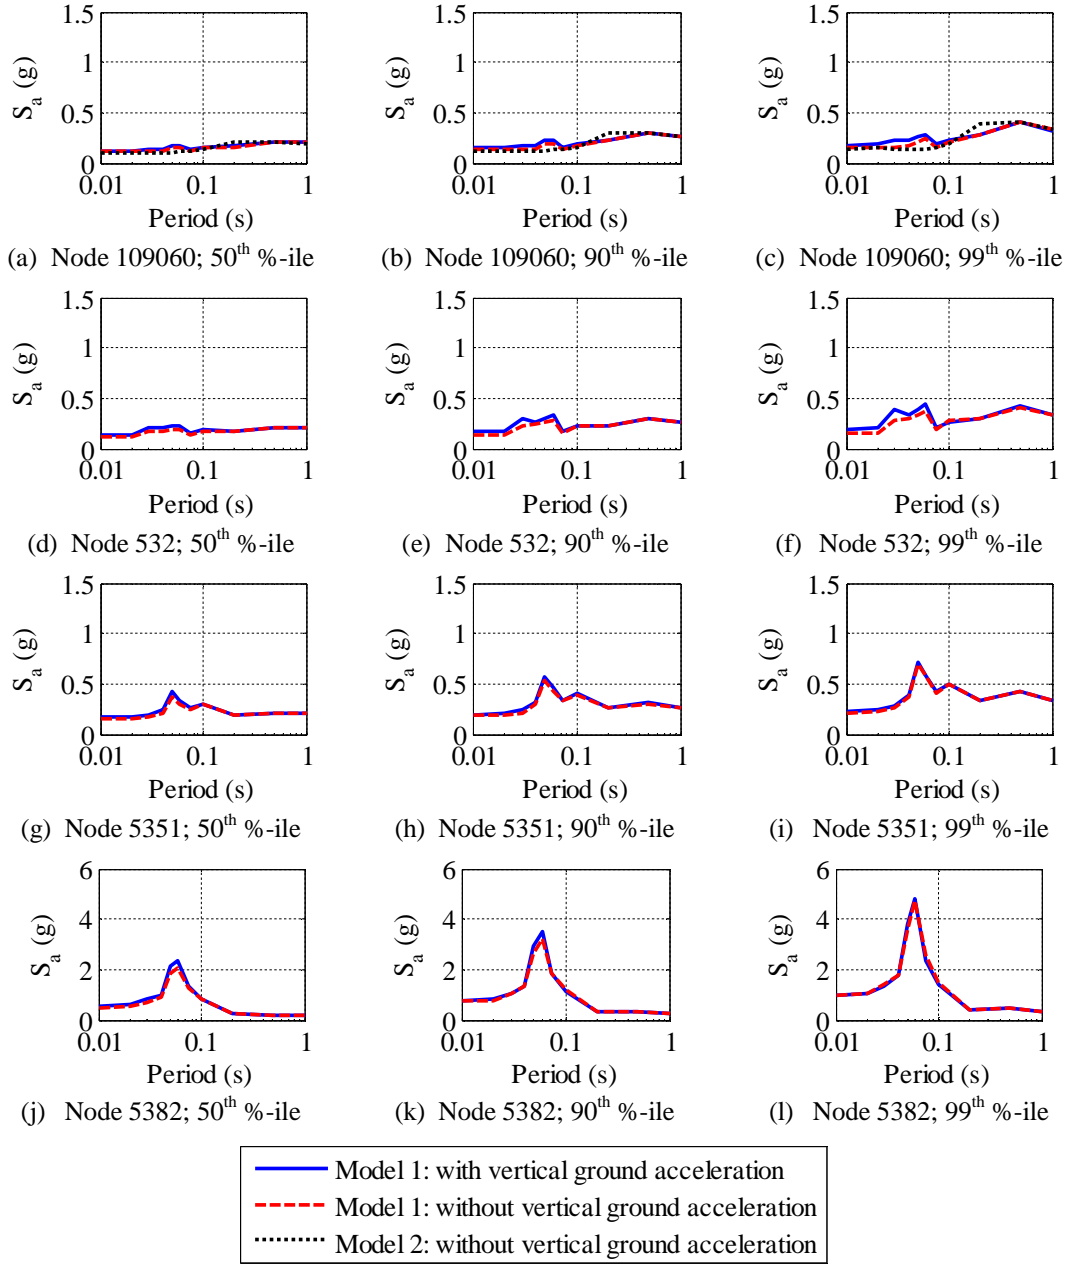 1.5
1
0.5
0
S_a (g)
0.01 0.1 1
Period (s)
(a) Node 109060; 50th %-ile
1.5
1
0.5
0
S_a (g)
0.01 0.1 1
Period (s)
(b) Node 109060; 90th %-ile
1.5
1
0.5
0
S_a (g)
0.01 0.1 1
Period (s)
(c) Node 109060; 99th %-ile
1.5
1
0.5
0
S_a (g)
0.01 0.1 1
Period (s)
(d) Node 532; 50th %-ile
1.5
1
0.5
0
S_a (g)
0.01 0.1 1
Period (s)
(e) Node 532; 90th %-ile
1.5
1
0.5
0
S_a (g)
0.01 0.1 1
Period (s)
(f) Node 532; 99th %-ile
1.5
1
0.5
0
S_a (g)
0.01 0.1 1
Period (s)
(g) Node 5351; 50th %-ile
1.5
1
0.5
0
S_a (g)
0.01 0.1 1
Period (s)
(h) Node 5351; 90th %-ile
1.5
1
0.5
0
S_a (g)
0.01 0.1 1
Period (s)
(i) Node 5351; 99th %-ile
6
4
2
0
S_a (g)
0.01 0.1 1
Period (s)
(j) Node 5382; 50th %-ile
6
4
2
0
S_a (g)
0.01 0.1 1
Period (s)
(k) Node 5382; 90th %-ile
6
4
2
0
S_a (g)
0.01 0.1 1
Period (s)
(l) Node 5382; 99th %-ile
Model 1: with vertical ground acceleration
Model 1: without vertical ground acceleration
Model 2: without vertical ground acceleration